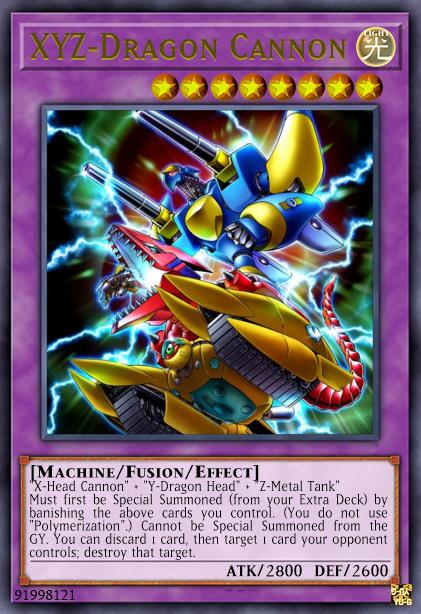 XYZ-Dragon Cannon
LIGHT
光
[Machine/Fusion/Effect]
"X-Head Cannon" + "Y-Dragon Head" + "Z-Metal Tank"
Must first be Special Summoned (from your Extra Deck) by
banishing the above cards you control. (You do not use
"Polymerization".) Cannot be Special Summoned from the
GY. You can discard 1 card, then target 1 card your opponent
controls; destroy that target.
ATK/2800 DEF/2600
91998121